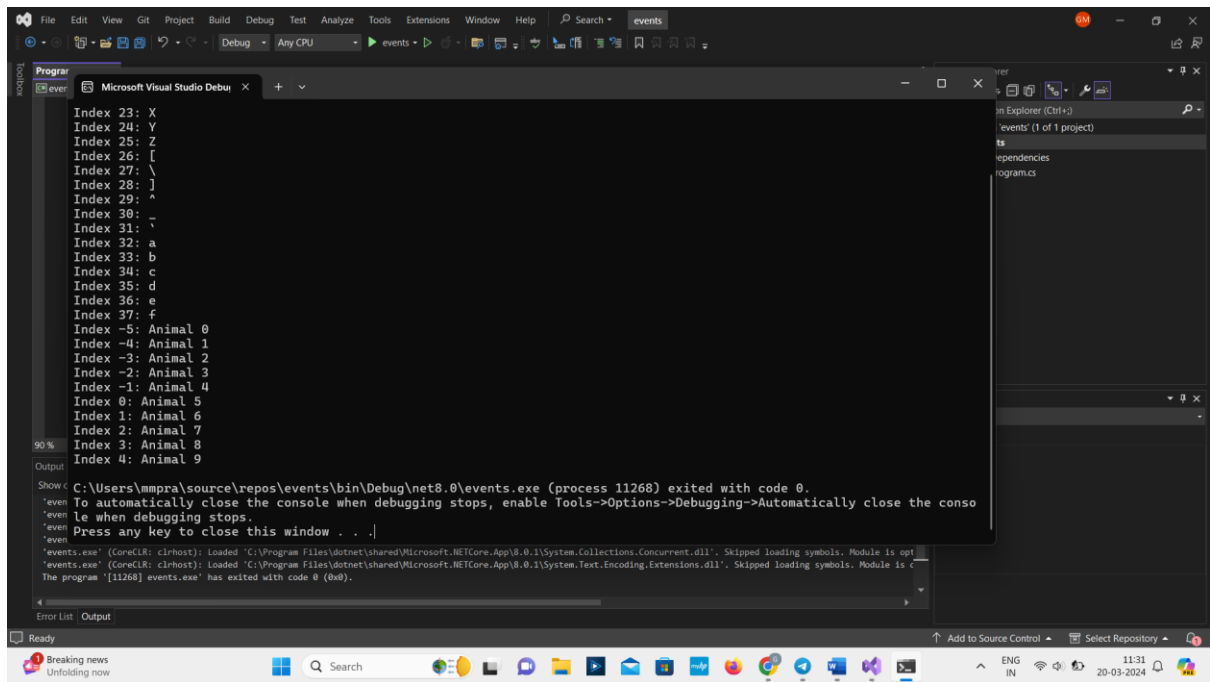 File Edit View Git Project Build Debug Test Analyze Tools Extensions Window Help Search events GM
Debug Any CPU events
Toolbox
Microsoft Visual Studio Debug
Index 23: X
Index 24: Y
Index 25: Z
Index 26: [
Index 27: \
Index 28: ]
Index 29: ^
Index 30: _
Index 31: `
Index 32: a
Index 33: b
Index 34: c
Index 35: d
Index 36: e
Index 37: f
Index -5: Animal 0
Index -4: Animal 1
Index -3: Animal 2
Index -2: Animal 3
Index -1: Animal 4
Index 0: Animal 5
Index 1: Animal 6
Index 2: Animal 7
Index 3: Animal 8
Index 4: Animal 9
C:\Users\mmpra\source\repos\events\bin\Debug\net8.0\events.exe (process 11268) exited with code 0.
To automatically close the console when debugging stops, enable Tools->Options->Debugging->Automatically close the conso
le when debugging stops.
Press any key to close this window . . .
Explorer (Ctrl+;)
'events' (1 of 1 project)
90 %
Output
'events.exe' (CoreCLR: clrhost): Loaded 'C:\Program Files\dotnet\shared\Microsoft.NETCore.App\8.0.1\System.Collections.Concurrent.dll'. Skipped loading symbols. Module is opt
'events.exe' (CoreCLR: clrhost): Loaded 'C:\Program Files\dotnet\shared\Microsoft.NETCore.App\8.0.1\System.Text.Encoding.Extensions.dll'. Skipped loading symbols. Module is
The program '[11268] events.exe' has exited with code 0 (0x0).
Error List Output
Ready Add to Source Control Select Repository
Breaking news
Unfolding now
Search
ENG
IN
11:31
20-03-2024